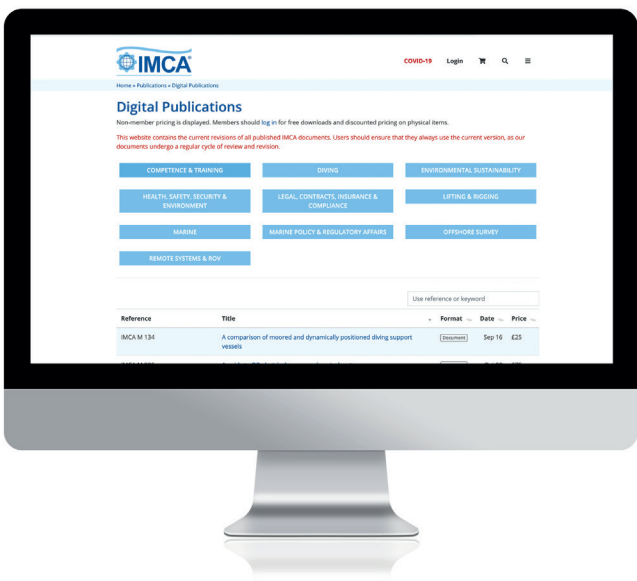 IMCA
COVID-19 Login
Home » Publications » Digital Publications
Digital Publications
Non-member pricing is displayed. Members should log in for free downloads and discounted pricing on physical items.
This website contains the current revisions of all published IMCA documents. Users should ensure that they always use the current version, as our
documents undergo a regular cycle of review and revision.
COMPETENCE & TRAINING DIVING ENVIRONMENTAL SUSTAINABILITY
HEALTH, SAFETY, SECURITY & ENVIRONMENT LEGAL, CONTRACTS, INSURANCE & COMPLIANCE LIFTING & RIGGING
MARINE MARINE POLICY & REGULATORY AFFAIRS OFFSHORE SURVEY
REMOTE SYSTEMS & ROV
Use reference or keyword
Reference Title Format Date Price
IMCA M 134 A comparison of moored and dynamically positioned diving support Document Sep 16 £25
vessels